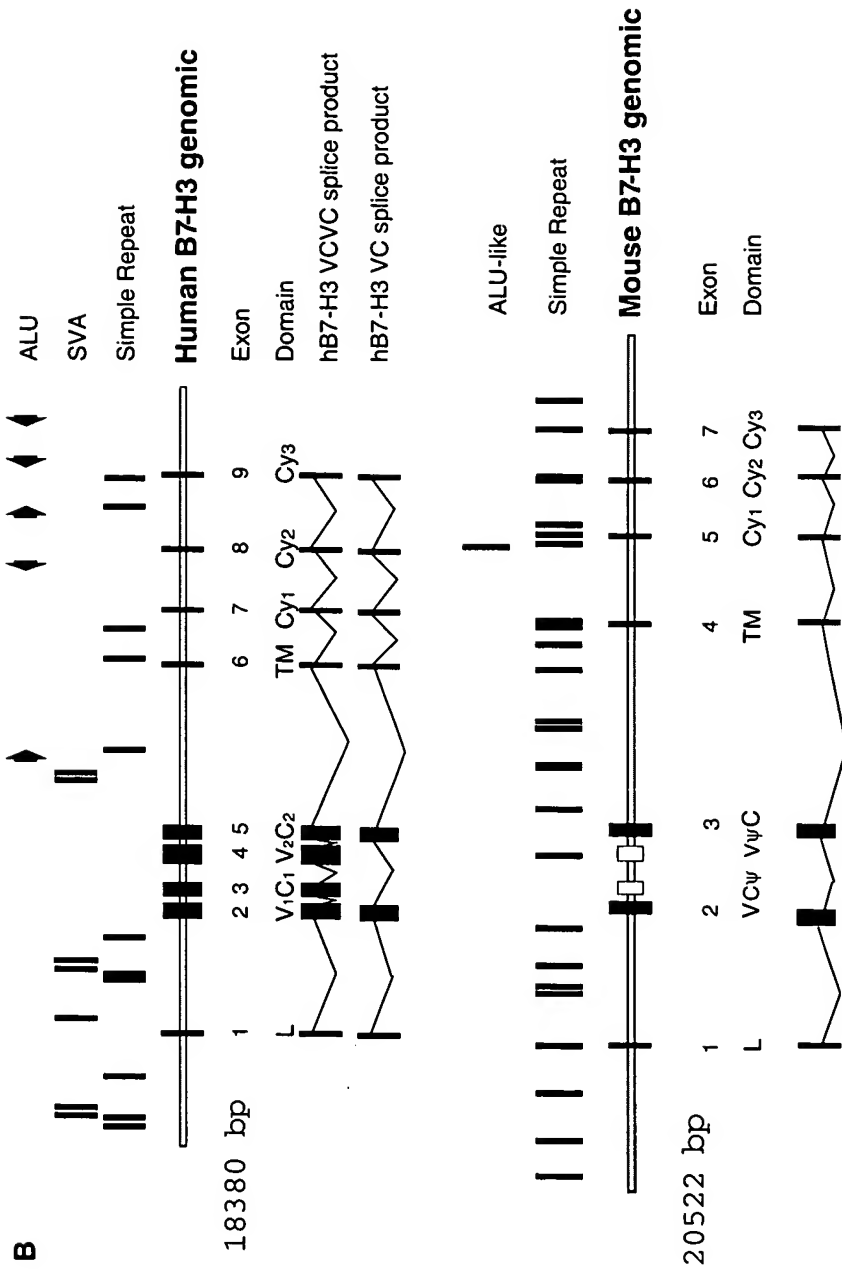 B
ALU
SVA
Simple Repeat
Human B7-H3 genomic
18380 bp
1 2 3 4 5 6 7 8 9 Exon
L V₁C₁ V₂C₂ TM Cy₁ Cy₂ Cy₃ Domain
hB7-H3 VCVC splice product
hB7-H3 VC splice product
ALU-like
Simple Repeat
Mouse B7-H3 genomic
20522 bp
1 2 3 4 5 6 7 Exon
L VCψ VψC TM Cy₁ Cy₂ Cy₃ Domain